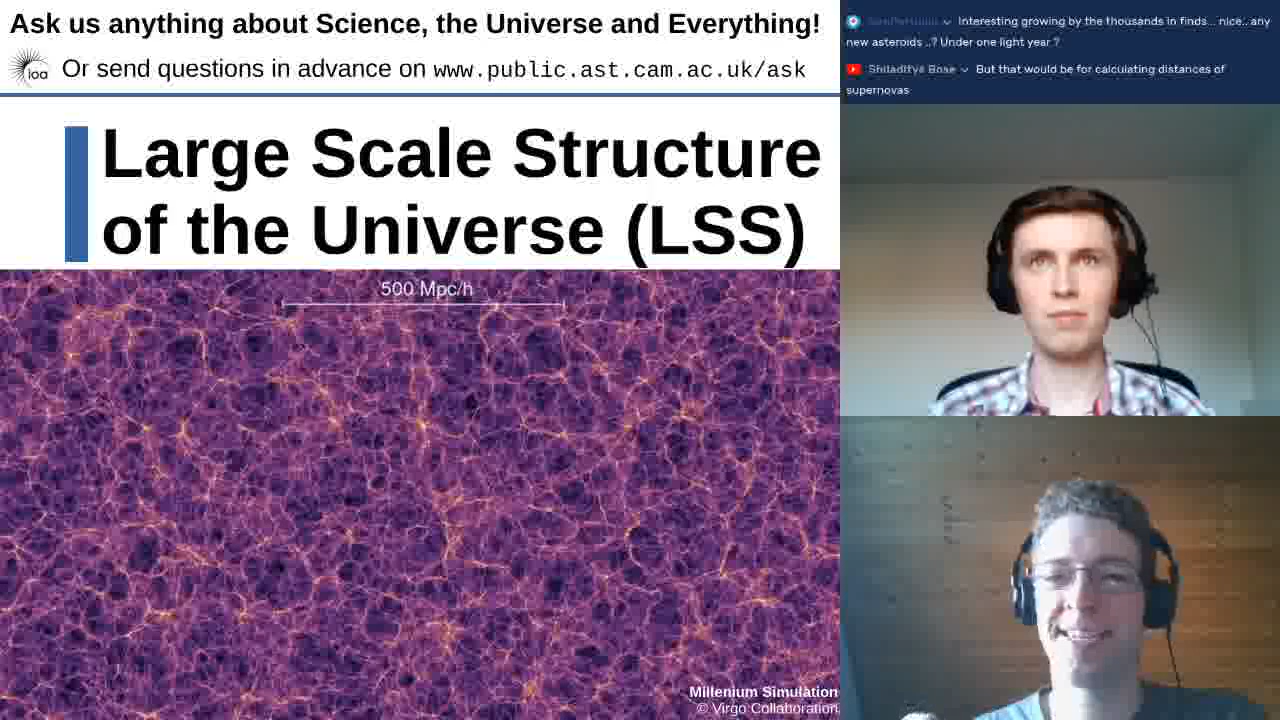 Ask us anything about Science, the Universe and Everything!
ioa Or send questions in advance on www.public.ast.cam.ac.uk/ask
Large Scale Structure
of the Universe (LSS)
500 Mpc/h
Millenium Simulation
© Virgo Collaboration
Interesting growing by the thousands in finds... nice.. any
new asteroids ..? Under one light year ?
Shiladitya Bose But that would be for calculating distances of
supernovas